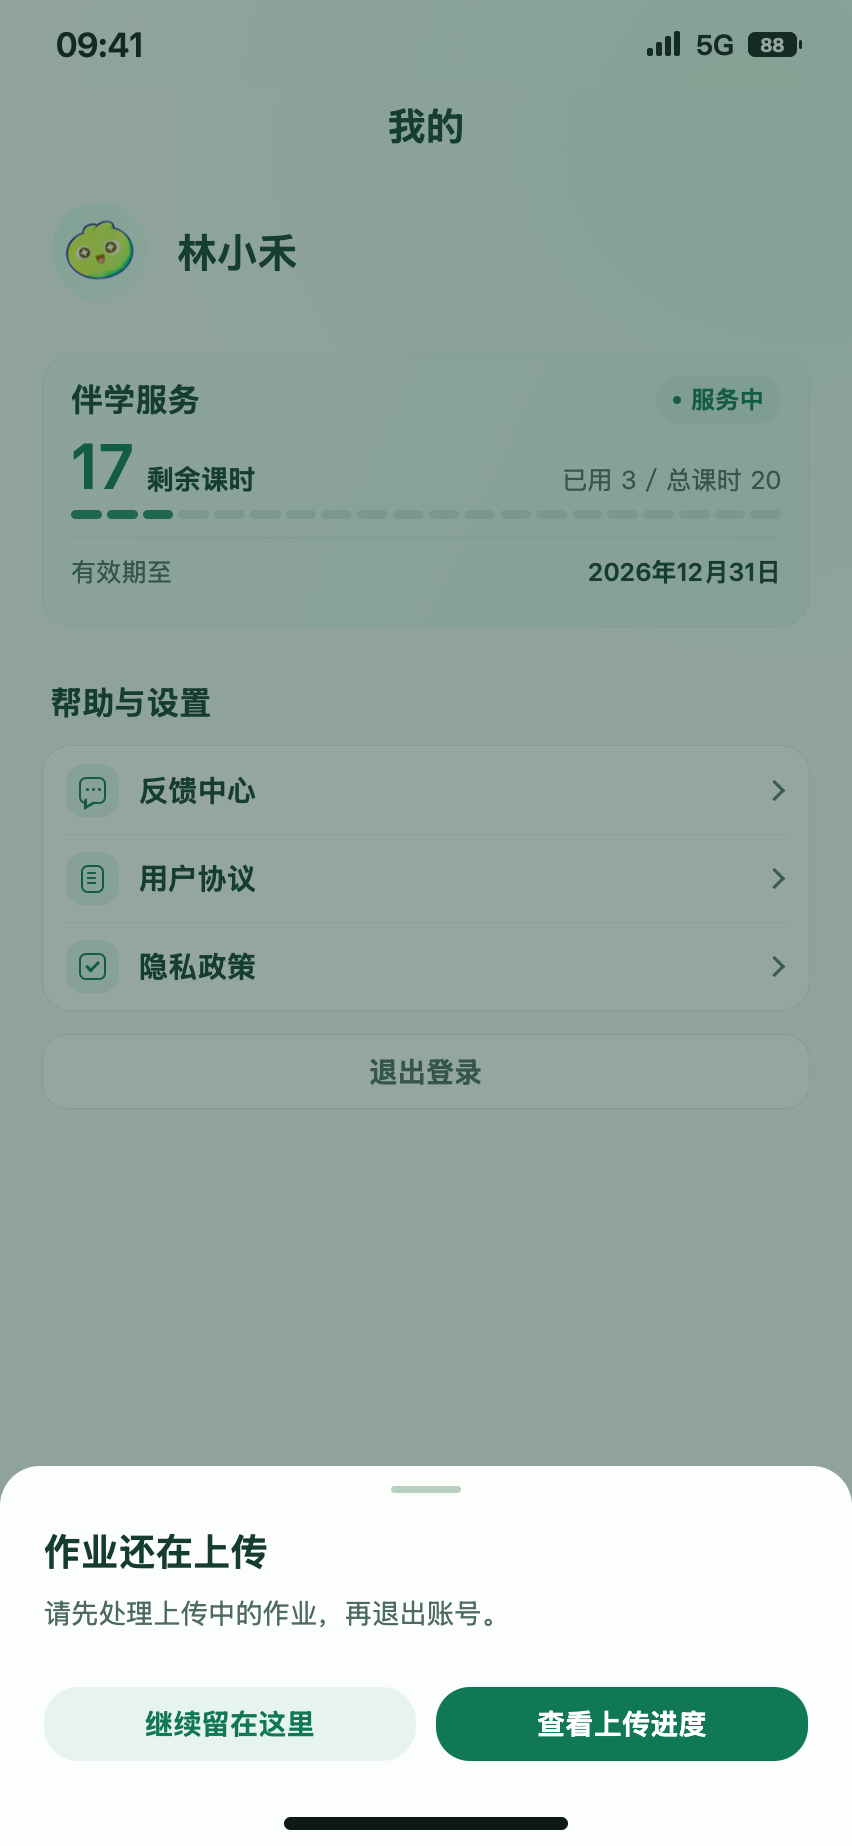 09:41
5G 88
我的
林小禾
伴学服务
服务中
17 剩余课时
已用 3 / 总课时 20
有效期至
2026年12月31日
帮助与设置
反馈中心
用户协议
隐私政策
退出登录
作业还在上传
请先处理上传中的作业，再退出账号。
继续留在这里
查看上传进度